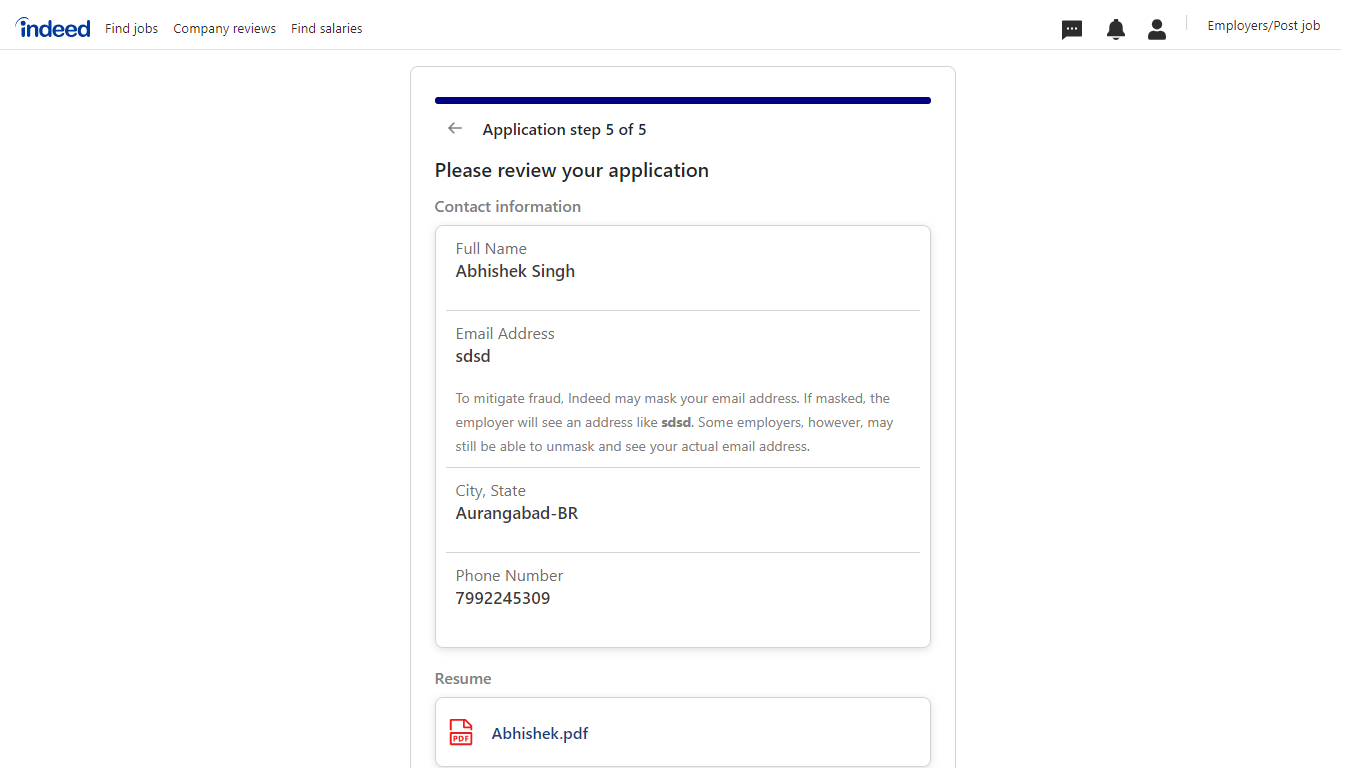 indeed Find jobs Company reviews Find salaries Employers/Post job
Application step 5 of 5
Please review your application
Contact information
Full Name
Abhishek Singh
Email Address
sdsd
To mitigate fraud, Indeed may mask your email address. If masked, the
employer will see an address like sdsd. Some employers, however, may
still be able to unmask and see your actual email address.
City, State
Aurangabad-BR
Phone Number
7992245309
Resume
PDF Abhishek.pdf